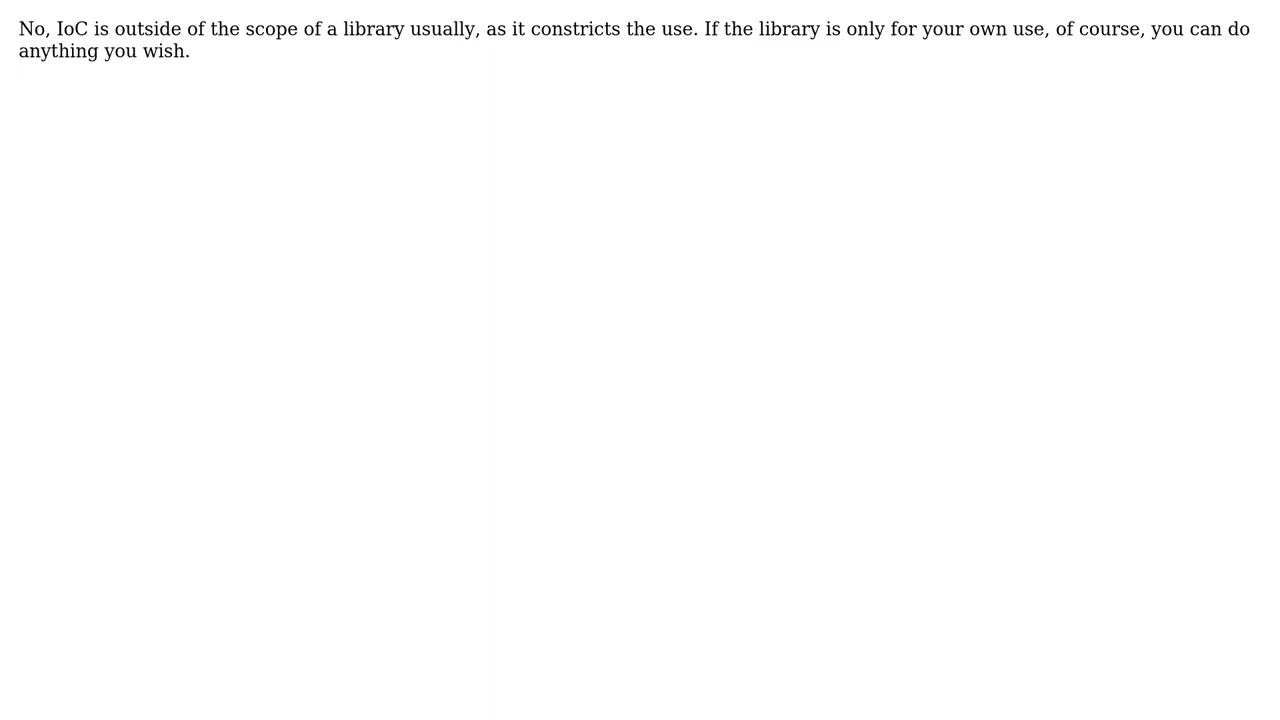 No, IoC is outside of the scope of a library usually, as it constricts the use. If the library is only for your own use, of course, you can do
anything you wish.